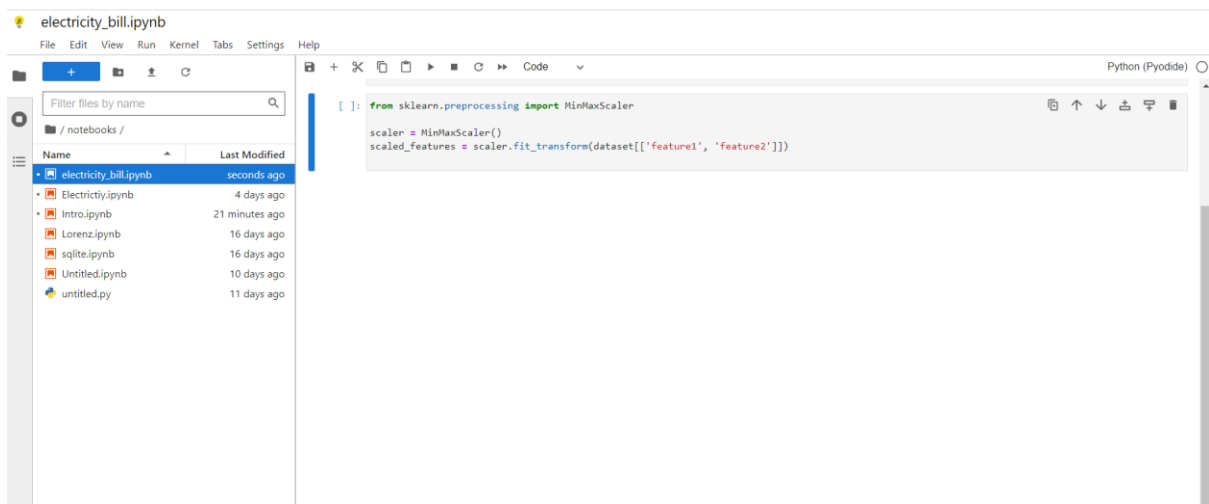 electricity_bill.ipynb
File Edit View Run Kernel Tabs Settings Help
+ Code Python (Pyodide)
Filter files by name
/ notebooks /
Name Last Modified
electricity_bill.ipynb seconds ago
Electrictiy.ipynb 4 days ago
Intro.ipynb 21 minutes ago
Lorenz.ipynb 16 days ago
sqlite.ipynb 16 days ago
Untitled.ipynb 10 days ago
untitled.py 11 days ago
[ ]: from sklearn.preprocessing import MinMaxScaler
scaler = MinMaxScaler()
scaled_features = scaler.fit_transform(dataset[['feature1', 'feature2']])